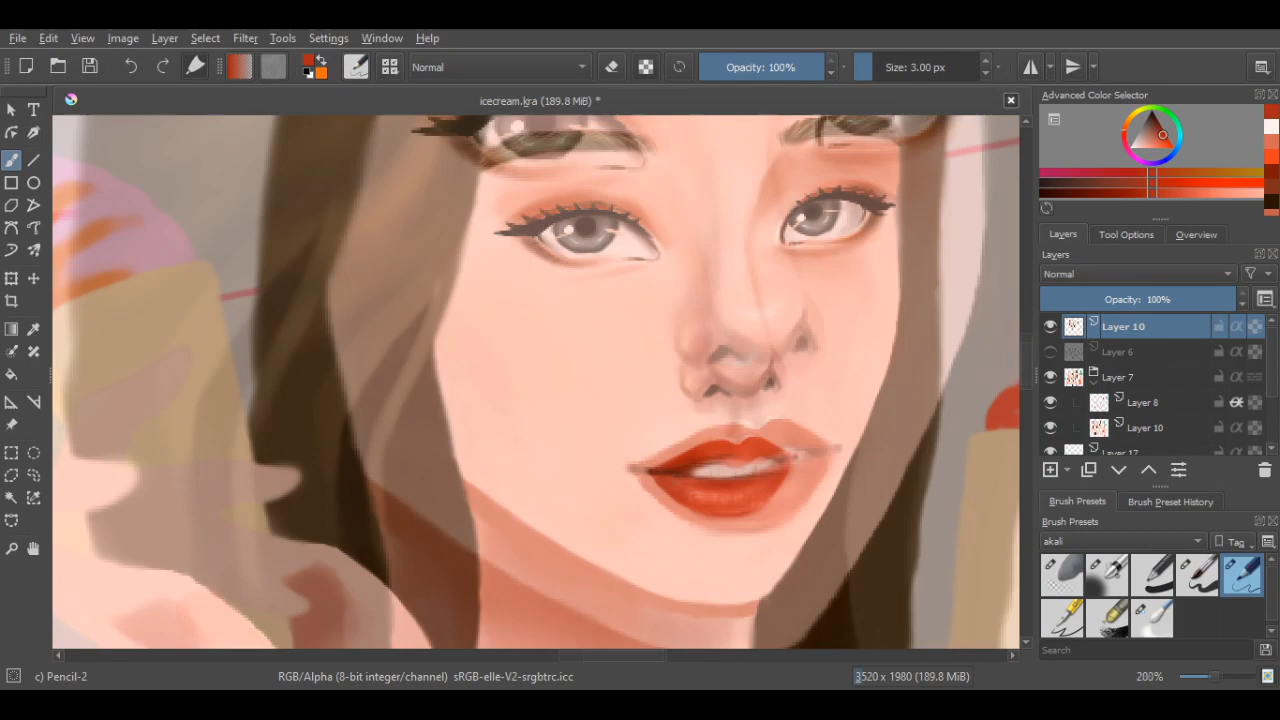 File Edit View Image Layer Select Filter Tools Settings Window Help
Normal Opacity: 100% Size: 3.00 px
icecream.kra (189.8 MiB) *
Advanced Color Selector
Layers Tool Options Overview
Layers
Normal
Opacity: 100%
Layer 10
Layer 6
Layer 7
Layer 8
Layer 10
Layer 12
Brush Presets Brush Preset History
Brush Presets
akali Tag
Search
c) Pencil-2 RGB/Alpha (8-bit integer/channel) sRGB-elle-V2-srgbtrc.icc 3520 x 1980 (189.8 MiB) 200%